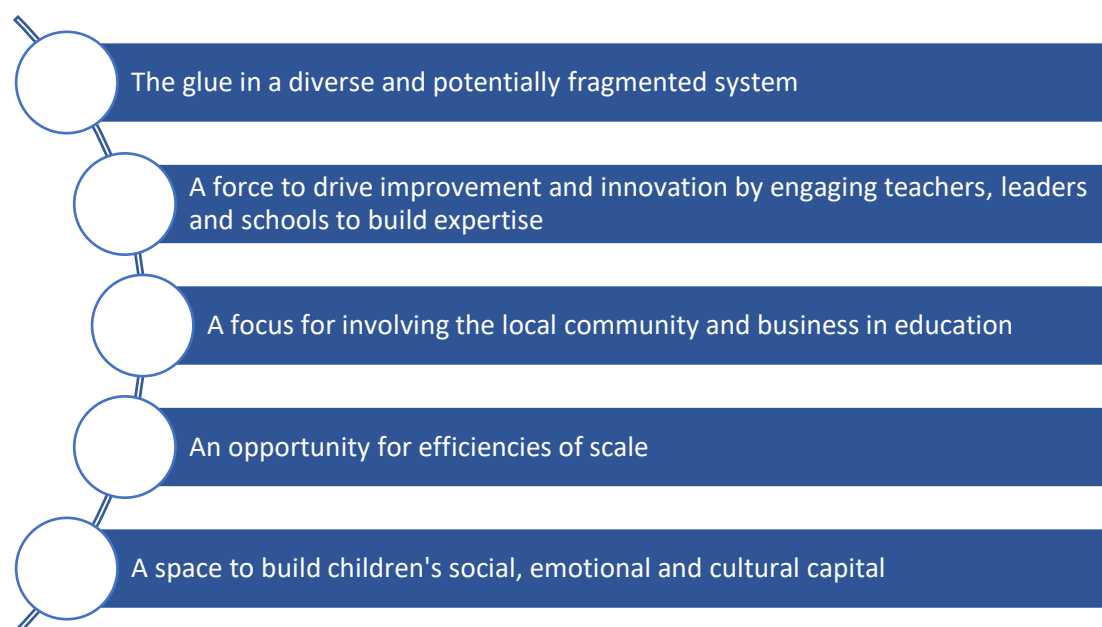 The glue in a diverse and potentially fragmented system
A force to drive improvement and innovation by engaging teachers, leaders
and schools to build expertise
A focus for involving the local community and business in education
An opportunity for efficiencies of scale
A space to build children's social, emotional and cultural capital